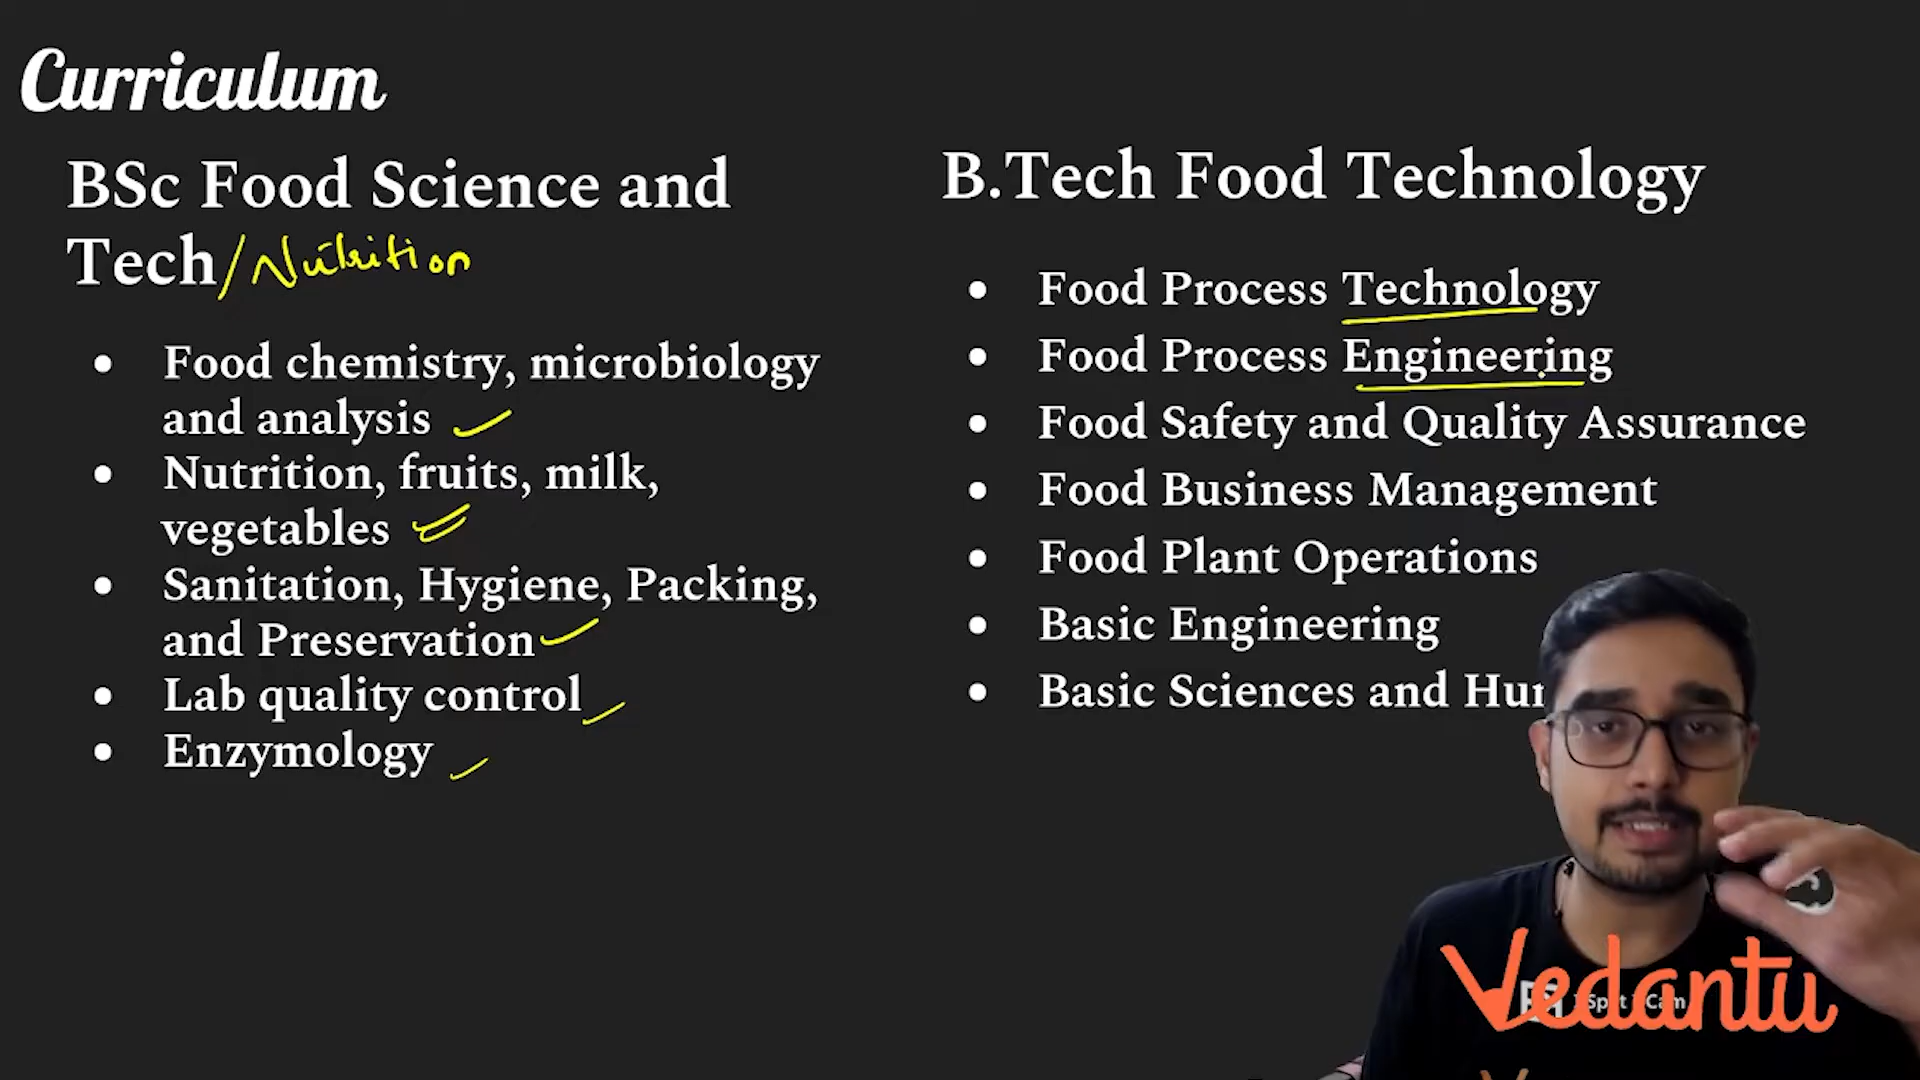 Curriculum
BSc Food Science and
Tech/Nutrition
• Food chemistry, microbiology
and analysis
• Nutrition, fruits, milk,
vegetables
• Sanitation, Hygiene, Packing,
and Preservation
• Lab quality control
• Enzymology
B.Tech Food Technology
• Food Process Technology
• Food Process Engineering
• Food Safety and Quality Assurance
• Food Business Management
• Food Plant Operations
• Basic Engineering
• Basic Sciences and
Vedantu